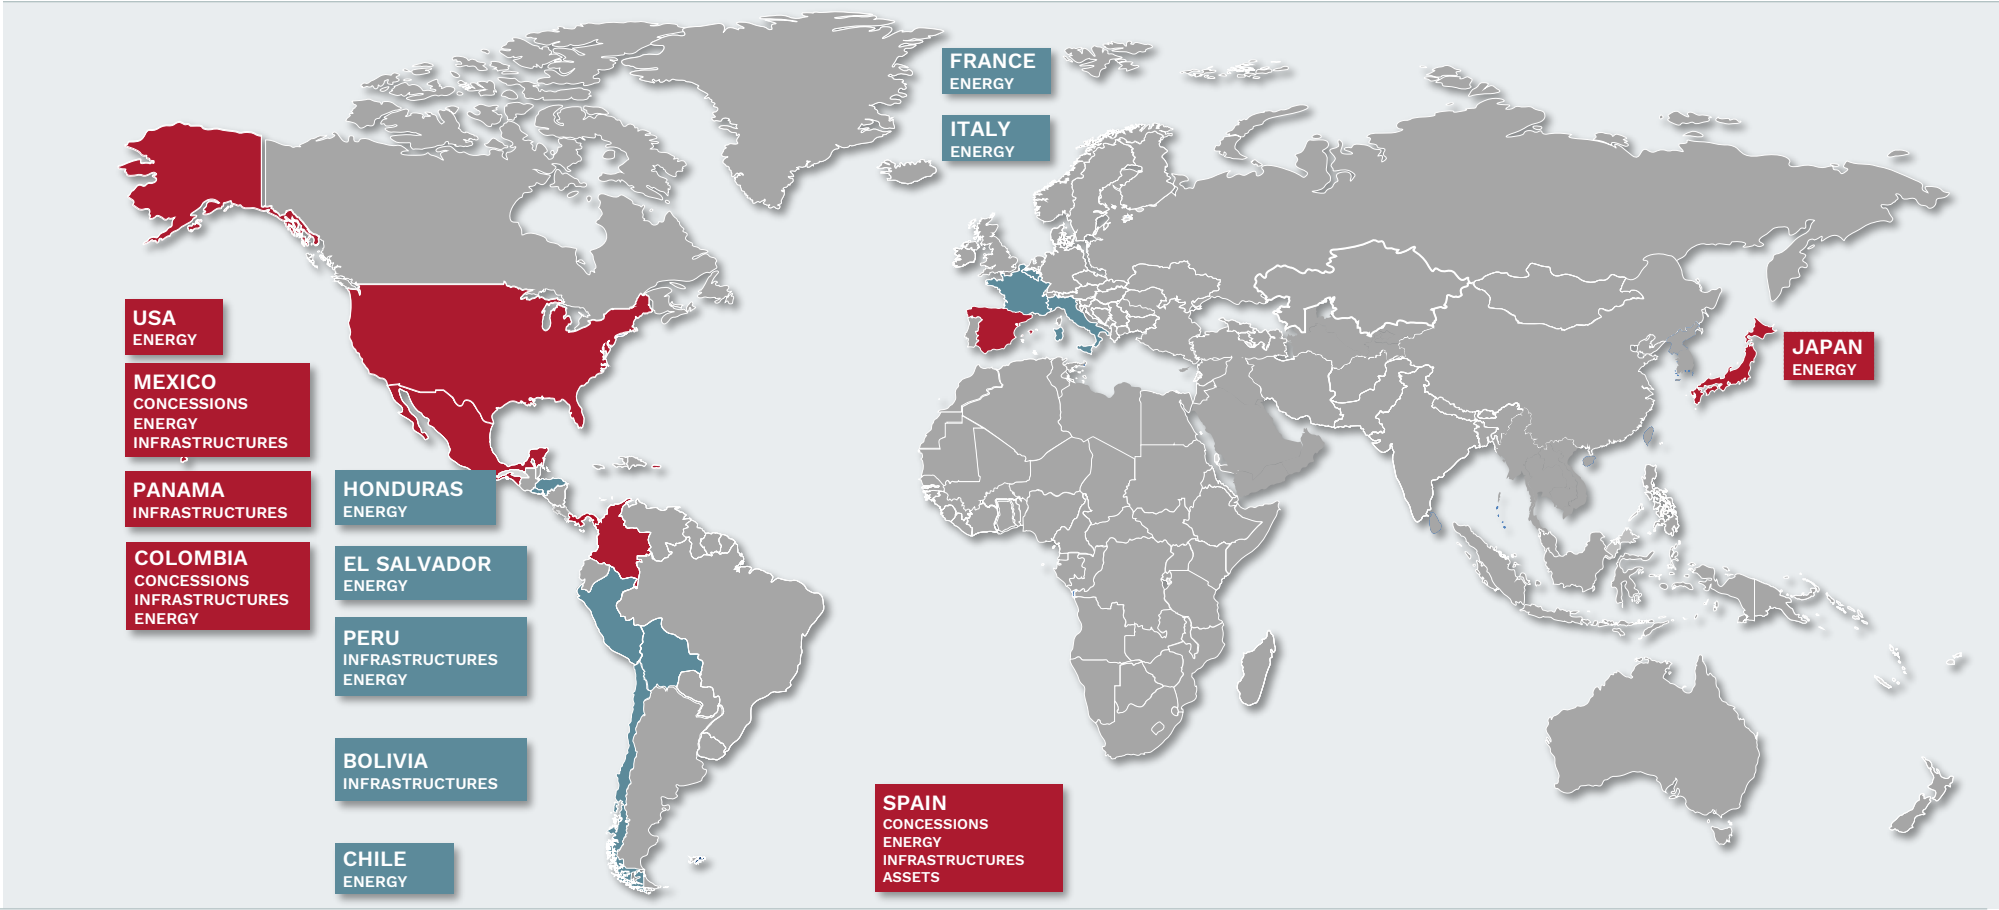 FRANCE
ENERGY
ITALY
ENERGY
USA
ENERGY
MEXICO
CONCESSIONS
ENERGY
INFRASTRUCTURES
PANAMA
INFRASTRUCTURES
COLOMBIA
CONCESSIONS
INFRASTRUCTURES
ENERGY
HONDURAS
ENERGY
EL SALVADOR
ENERGY
PERU
INFRASTRUCTURES
ENERGY
BOLIVIA
INFRASTRUCTURES
CHILE
ENERGY
SPAIN
CONCESSIONS
ENERGY
INFRASTRUCTURES
ASSETS
JAPAN
ENERGY